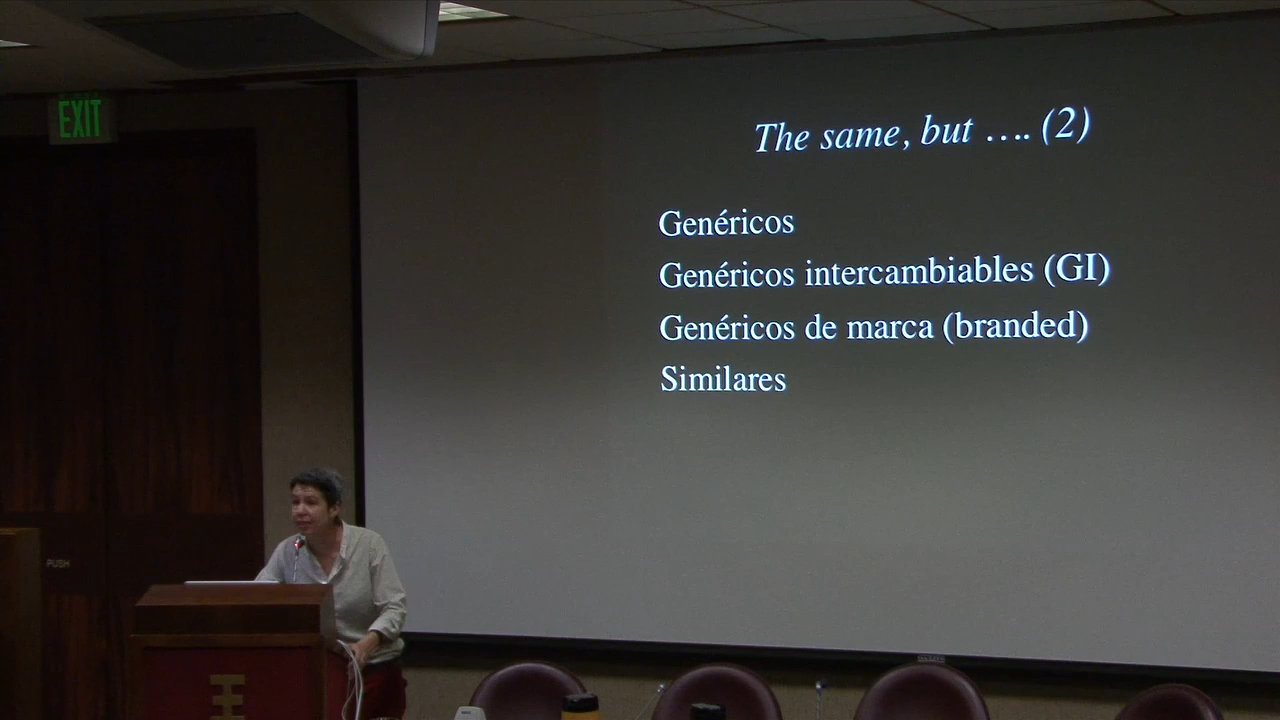 EXIT
The same, but …. (2)
Genéricos
Genéricos intercambiables (GI)
Genéricos de marca (branded)
Similares
PUSH